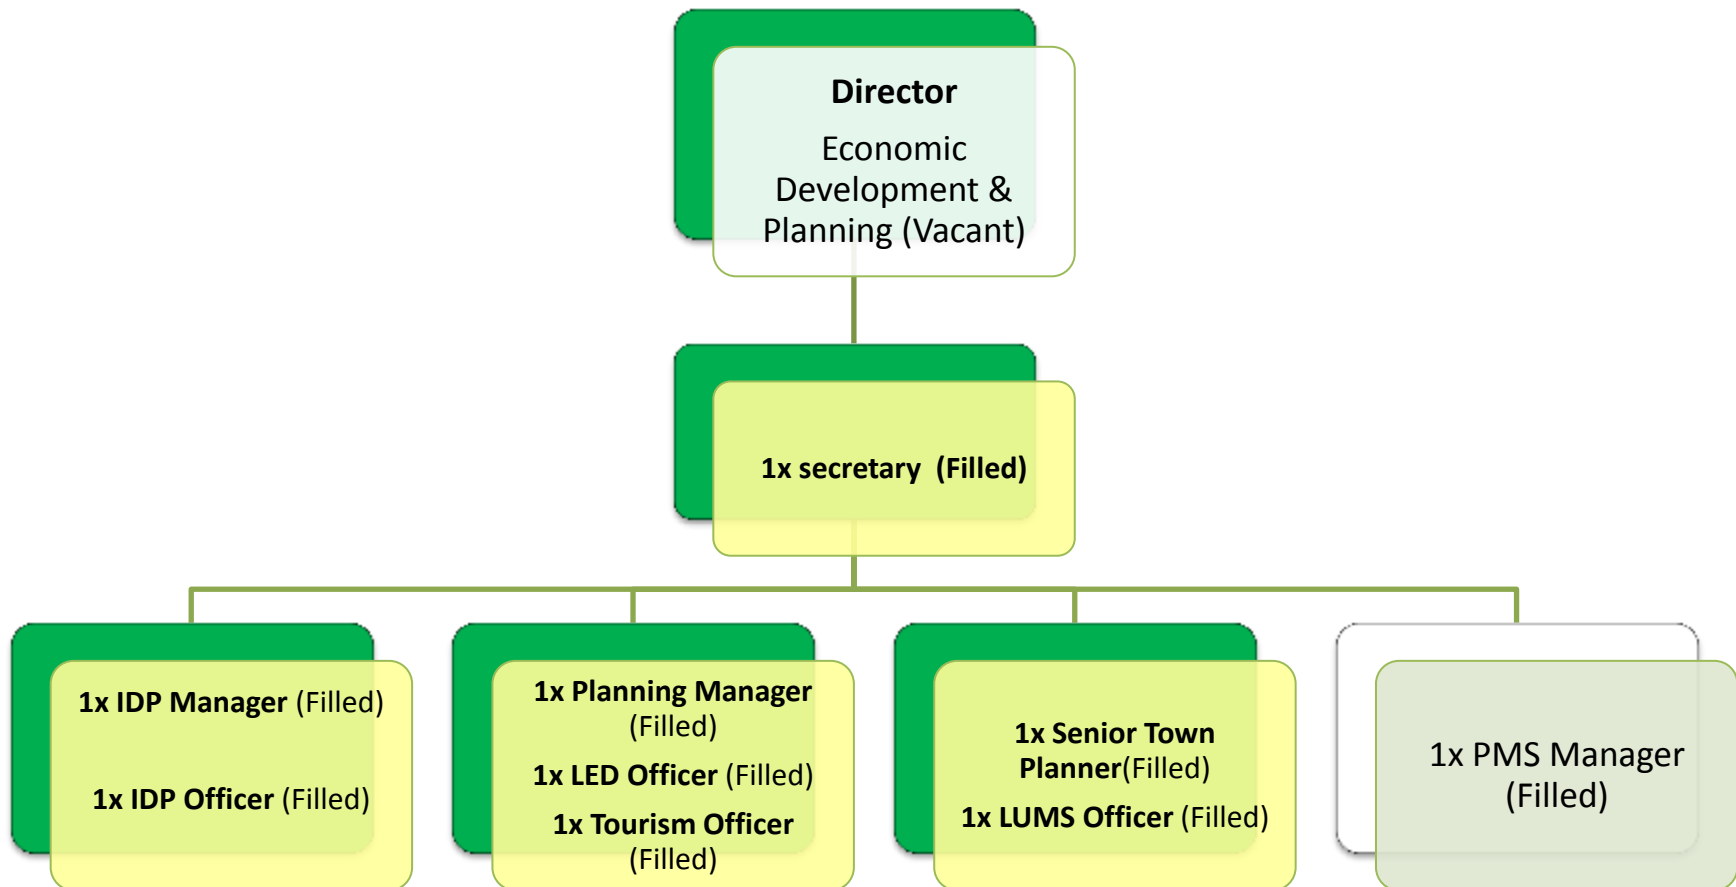 Director
Economic
Development &
Planning (Vacant)
1x secretary (Filled)
1x IDP Manager (Filled)
1x IDP Officer (Filled)
1x Planning Manager
(Filled)
1x LED Officer (Filled)
1x Tourism Officer
(Filled)
1x Senior Town
Planner(Filled)
1x LUMS Officer (Filled)
1x PMS Manager
(Filled)